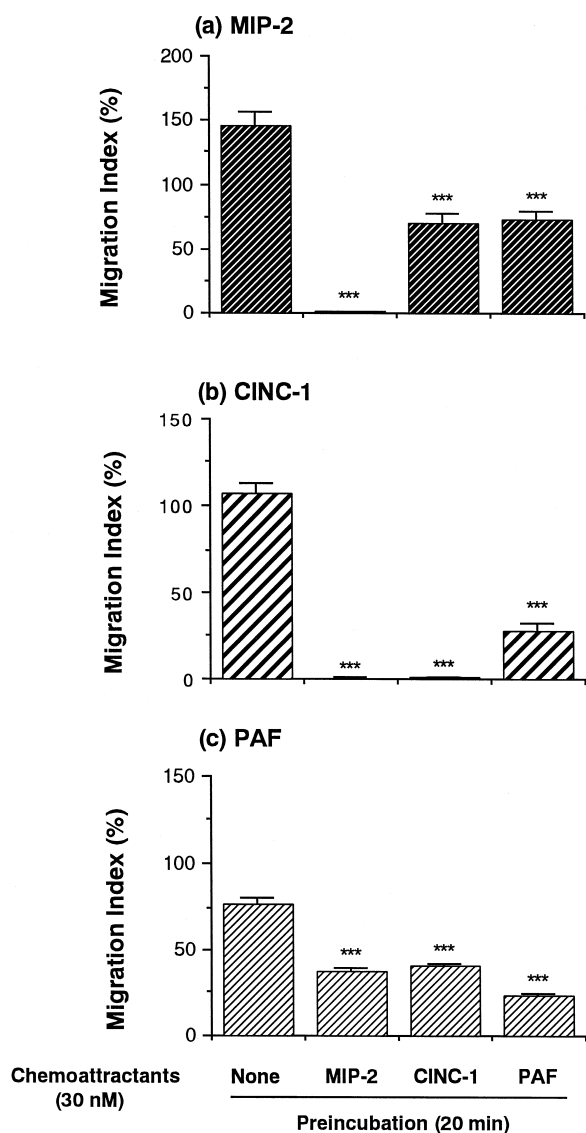 (a) MIP-2
Migration Index (%)
200
150
100
50
0
***
***
***
(b) CINC-1
Migration Index (%)
150
100
50
0
***
***
***
(c) PAF
Migration Index (%)
150
100
50
0
***
***
***
Chemoattractants None MIP-2 CINC-1 PAF
(30 nM)
Preincubation (20 min)